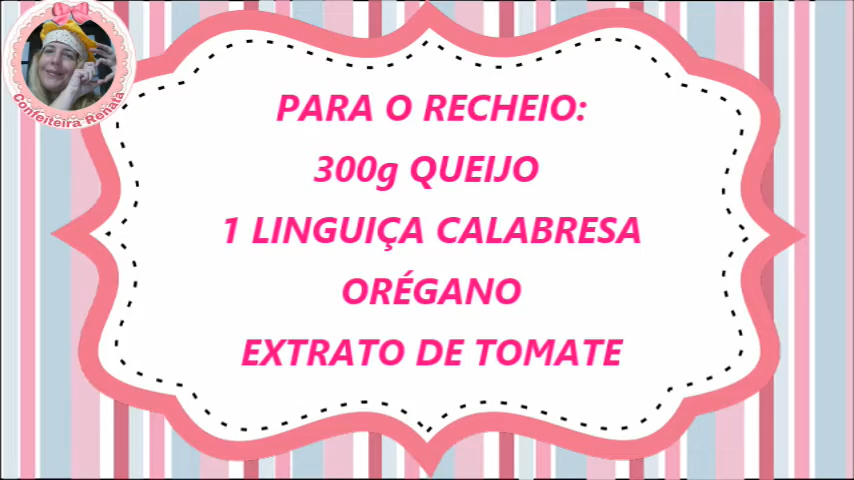 Confeiteira Renata
PARA O RECHEIO:
300g QUEIJO
1 LINGUIÇA CALABRESA
ORÉGANO
EXTRATO DE TOMATE